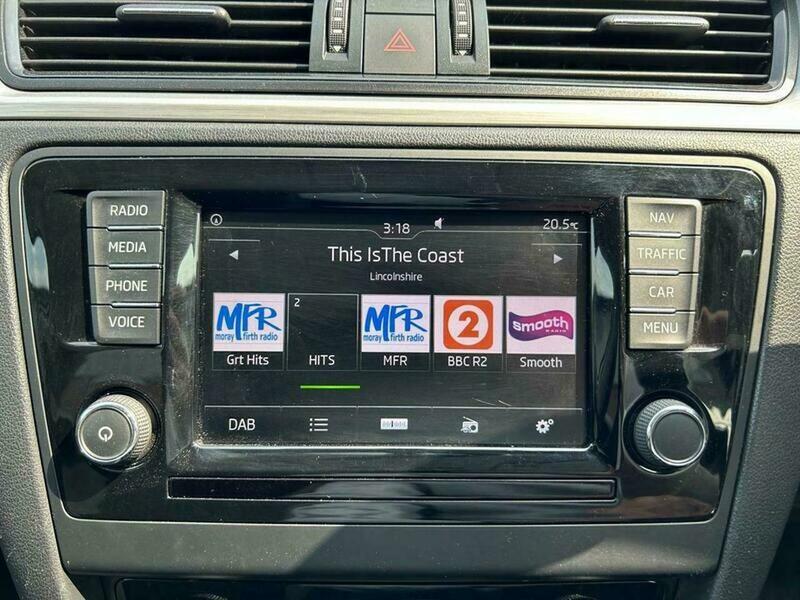 RADIO
MEDIA
PHONE
VOICE
3:18
20.5°C
This IsThe Coast
Lincolnshire
MFR
moray firth radio
Grt Hits
2
HITS
MFR
moray firth radio
MFR
2
BBC R2
smooth
RADIO
Smooth
DAB
NAV
TRAFFIC
CAR
MENU